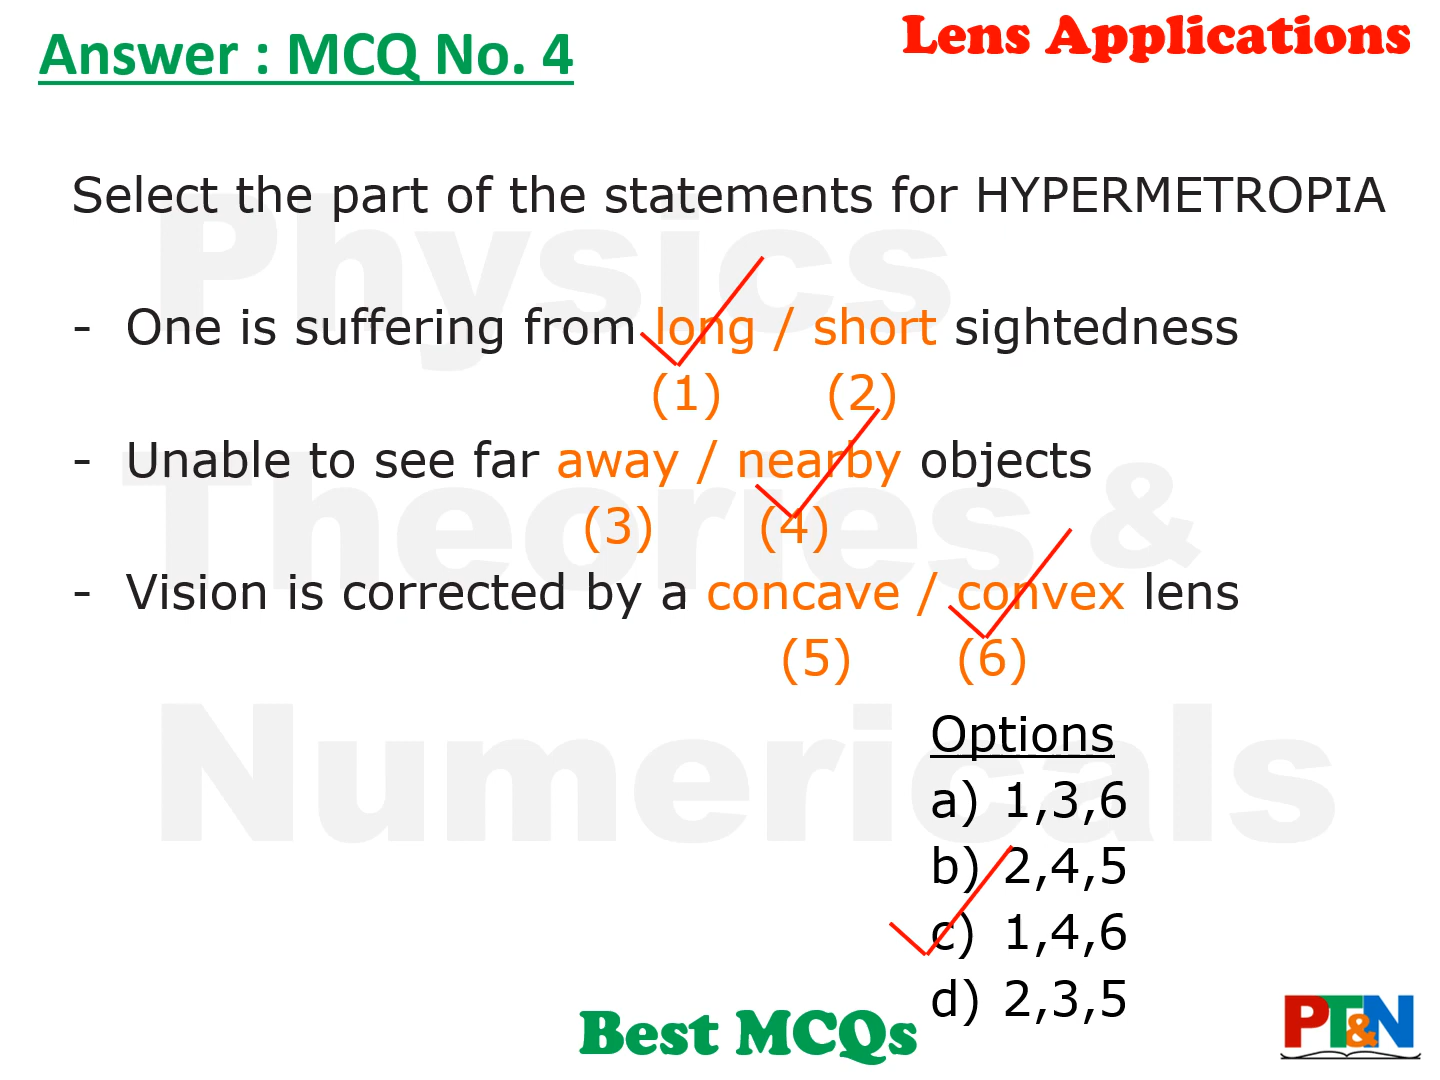 Answer : MCQ No. 4
Lens Applications
Select the part of the statements for HYPERMETROPIA
- One is suffering from long / short sightedness
(1) (2)
- Unable to see far away / nearby objects
(3) (4)
- Vision is corrected by a concave / convex lens
(5) (6)
Physics
Theories &
Numericals
Options
a) 1,3,6
b) 2,4,5
c) 1,4,6
d) 2,3,5
Best MCQs
PT&N